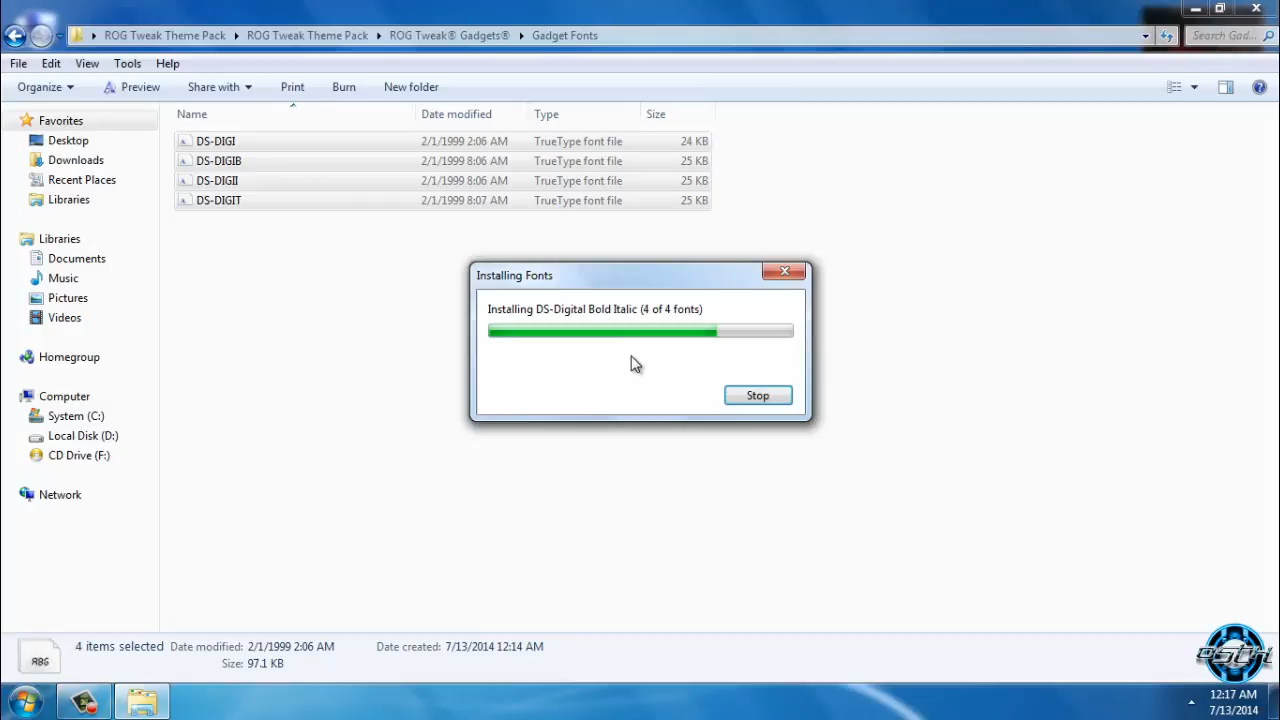 ROG Tweak Theme Pack ROG Tweak Theme Pack ROG Tweak® Gadgets® Gadget Fonts Search Gad...
File Edit View Tools Help
Organize Preview Share with Print Burn New folder
Name Date modified Type Size
Favorites
Desktop
Downloads
Recent Places
Libraries
Libraries
Documents
Music
Pictures
Videos
Homegroup
Computer
System (C:)
Local Disk (D:)
CD Drive (F:)
Network
DS-DIGI 2/1/1999 2:06 AM TrueType font file 24 KB
DS-DIGIB 2/1/1999 8:06 AM TrueType font file 25 KB
DS-DIGII 2/1/1999 8:06 AM TrueType font file 25 KB
DS-DIGIT 2/1/1999 8:07 AM TrueType font file 25 KB
Installing Fonts
Installing DS-Digital Bold Italic (4 of 4 fonts)
Stop
4 items selected Date modified: 2/1/1999 2:06 AM Date created: 7/13/2014 12:14 AM
Size: 97.1 KB
12:17 AM
7/13/2014